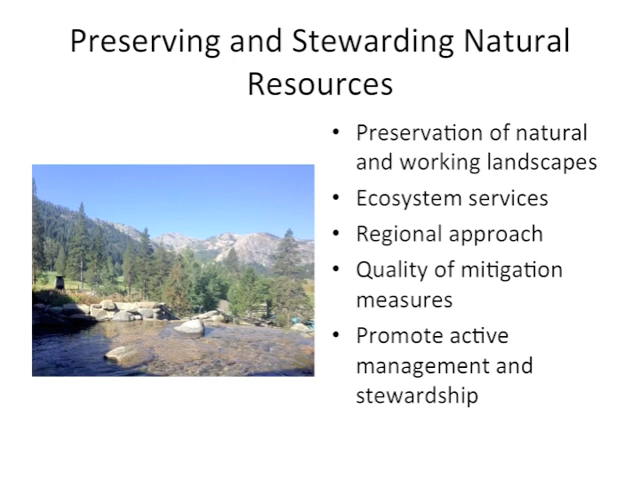 Preserving and Stewarding Natural
Resources
• Preservation of natural
and working landscapes
• Ecosystem services
• Regional approach
• Quality of mitigation
measures
• Promote active
management and
stewardship